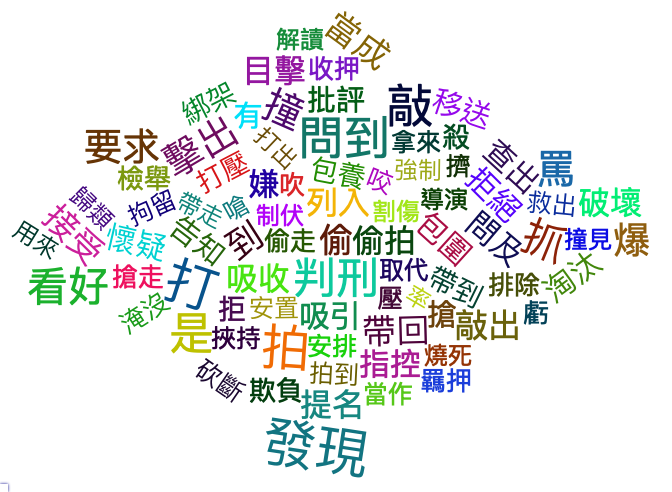 解讀
當成
目擊
收押
綁架
有
撞
批評
敲
移送
要求
擊出
打出
問到
拿來
殺
查出
罵
檢舉
打壓
嫌
吹
包養
咬
強制
擠
拒絕
救出
破壞
歸類
拘留
帶走
嗆
制伏
列入
割傷
導演
用來
接受
懷疑
告知
到
偷走
偷
偷拍
包圍
問及
抓
撞見
爆
看好
搶走
打
吸收
判刑
取代
帶到
排除
淘汰
淹沒
是
拒
安置
吸引
壓
率
搶
敲出
虧
挾持
拍
安排
帶回
指控
燒死
砍斷
欺負
拍到
當作
羈押
提名
發現